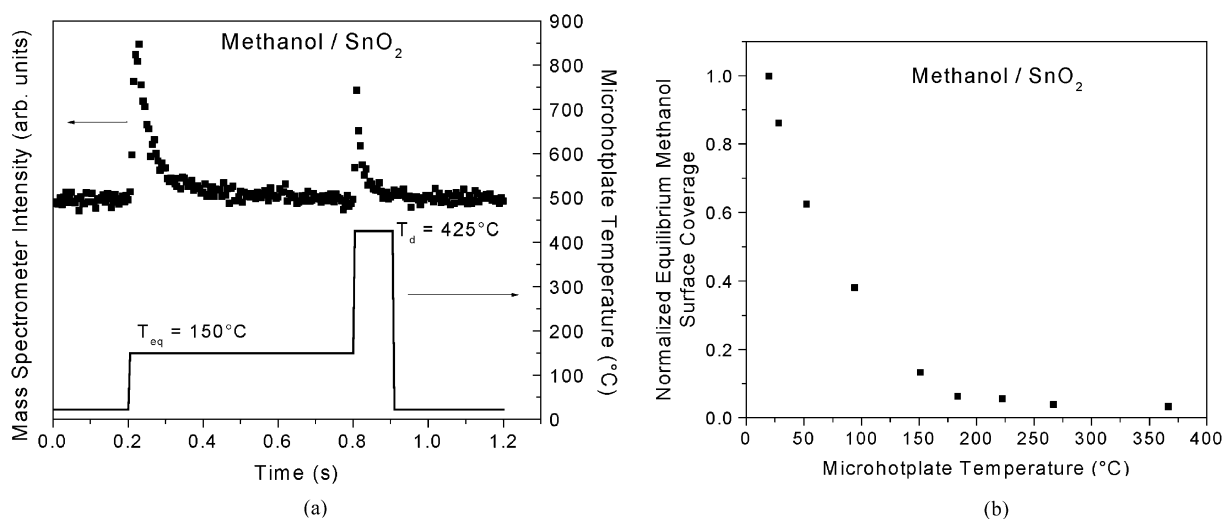 Methanol / SnO2
Mass Spectrometer Intensity (arb. units)
Microhotplate Temperature (°C)
900
800
700
600
500
400
300
200
100
0
Td = 425°C
Teq = 150°C
0.0 0.2 0.4 0.6 0.8 1.0 1.2
Time (s)
(a)
Methanol / SnO2
Normalized Equilibrium Methanol
Surface Coverage
1.0
0.8
0.6
0.4
0.2
0.0
0 50 100 150 200 250 300 350 400
Microhotplate Temperature (°C)
(b)